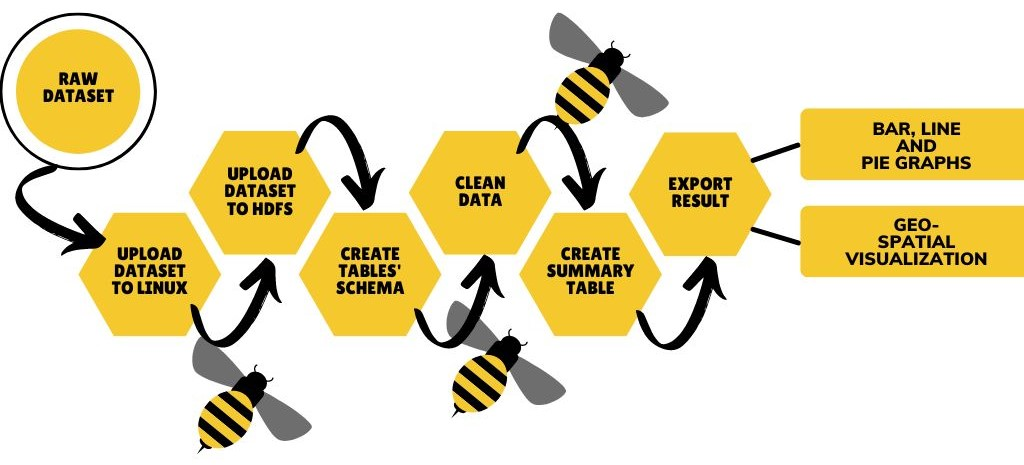 RAW
DATASET
UPLOAD
DATASET
TO LINUX
UPLOAD
DATASET
TO HDFS
CREATE
TABLES'
SCHEMA
CLEAN
DATA
CREATE
SUMMARY
TABLE
EXPORT
RESULT
BAR, LINE
AND
PIE GRAPHS
GEO-
SPATIAL
VISUALIZATION